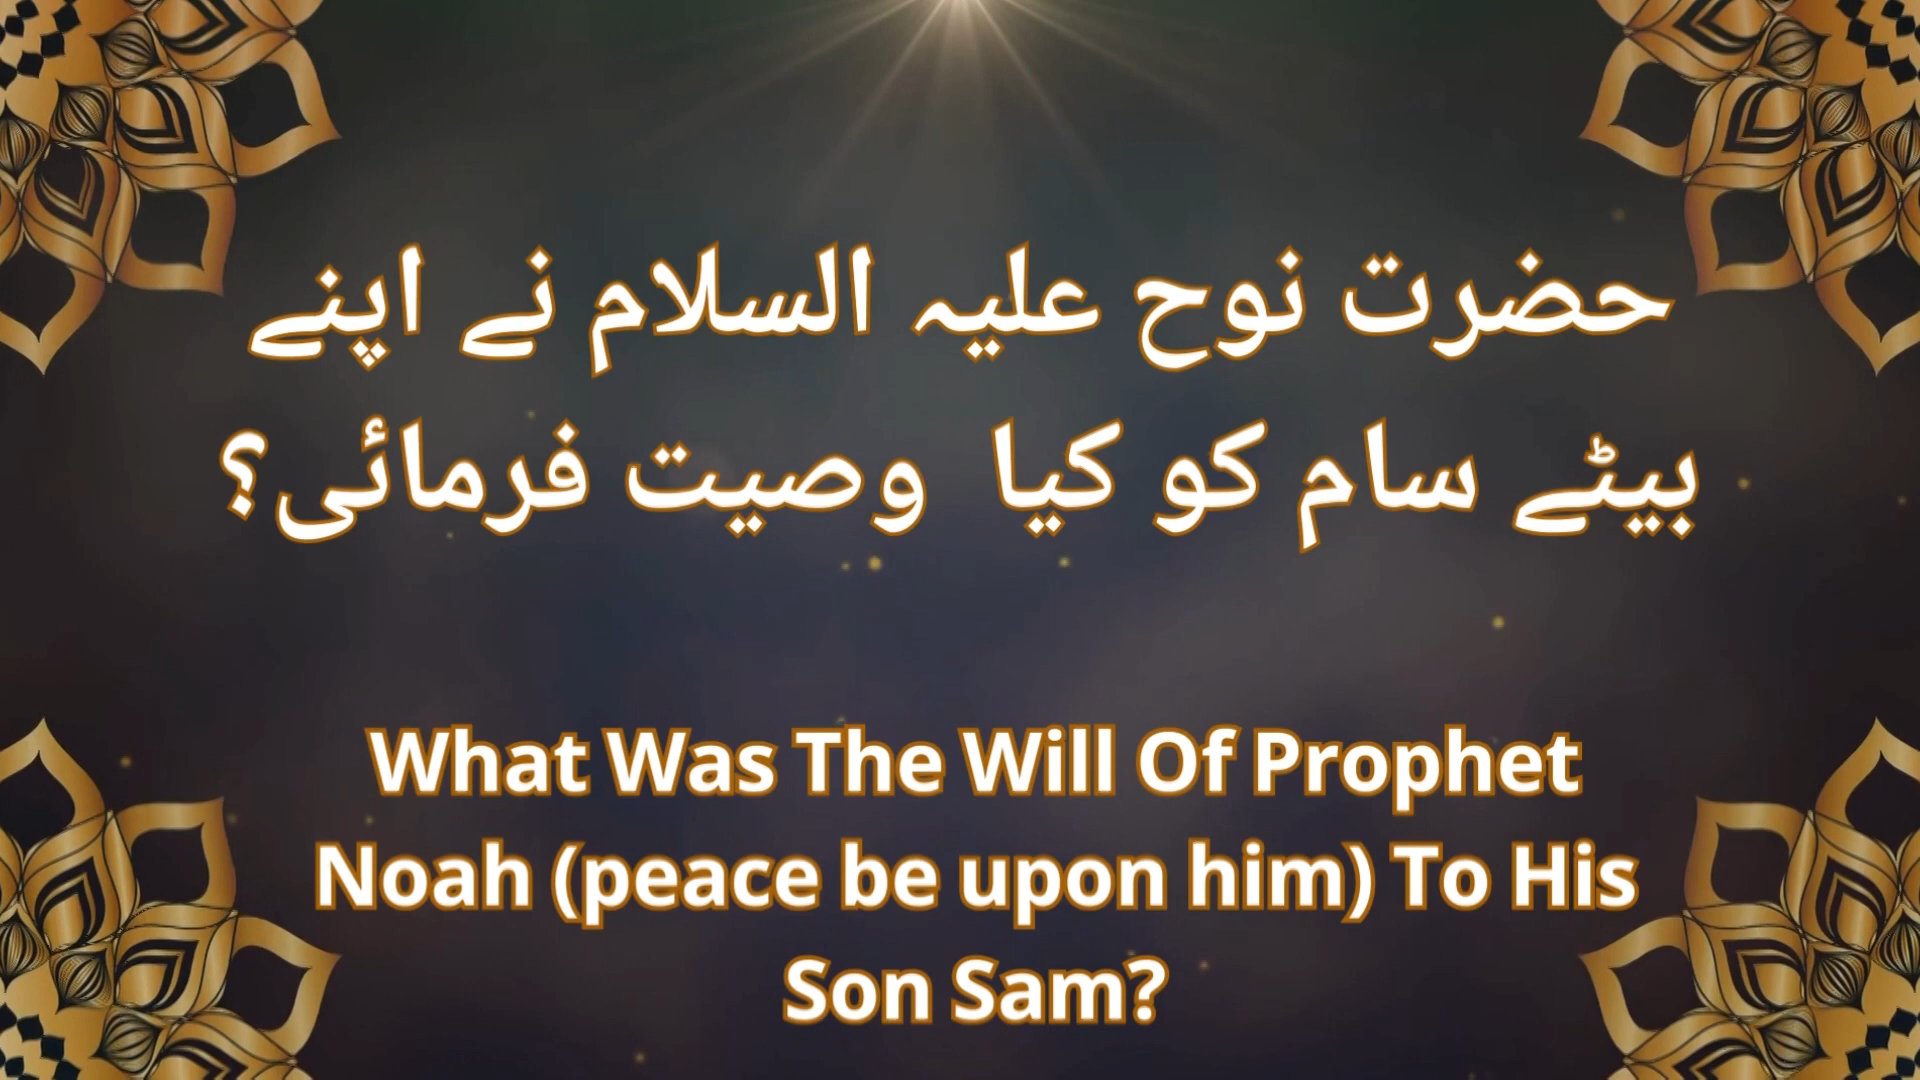 حضرت نوح علیہ السلام نے اپنے
بیٹے سام کو کیا وصیت فرمائی؟
What Was The Will Of Prophet
Noah (peace be upon him) To His
Son Sam?